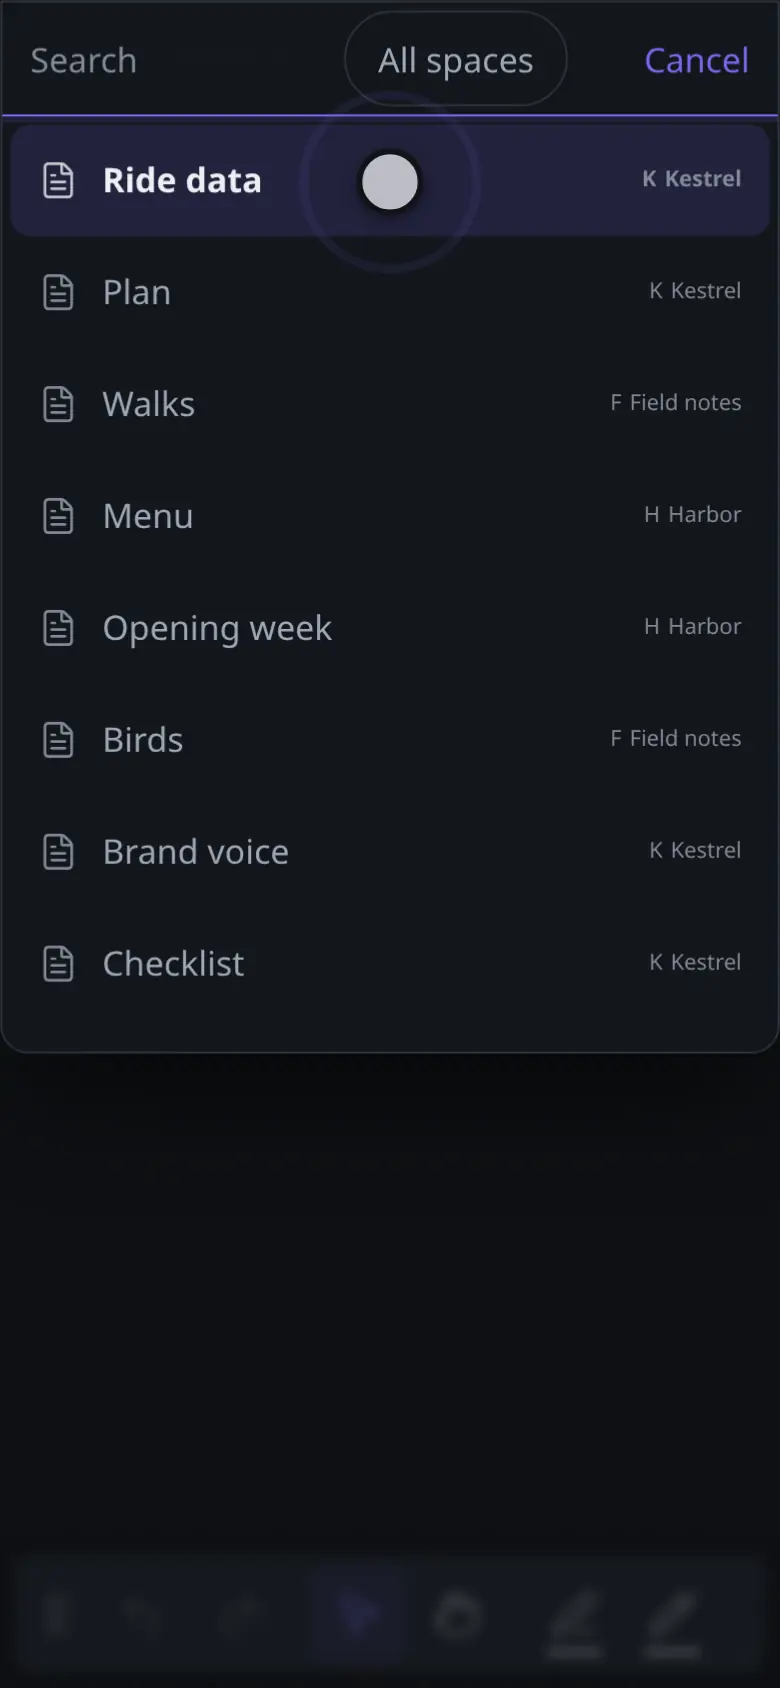 Search All spaces Cancel
Ride data K Kestrel
Plan K Kestrel
Walks F Field notes
Menu H Harbor
Opening week H Harbor
Birds F Field notes
Brand voice K Kestrel
Checklist K Kestrel